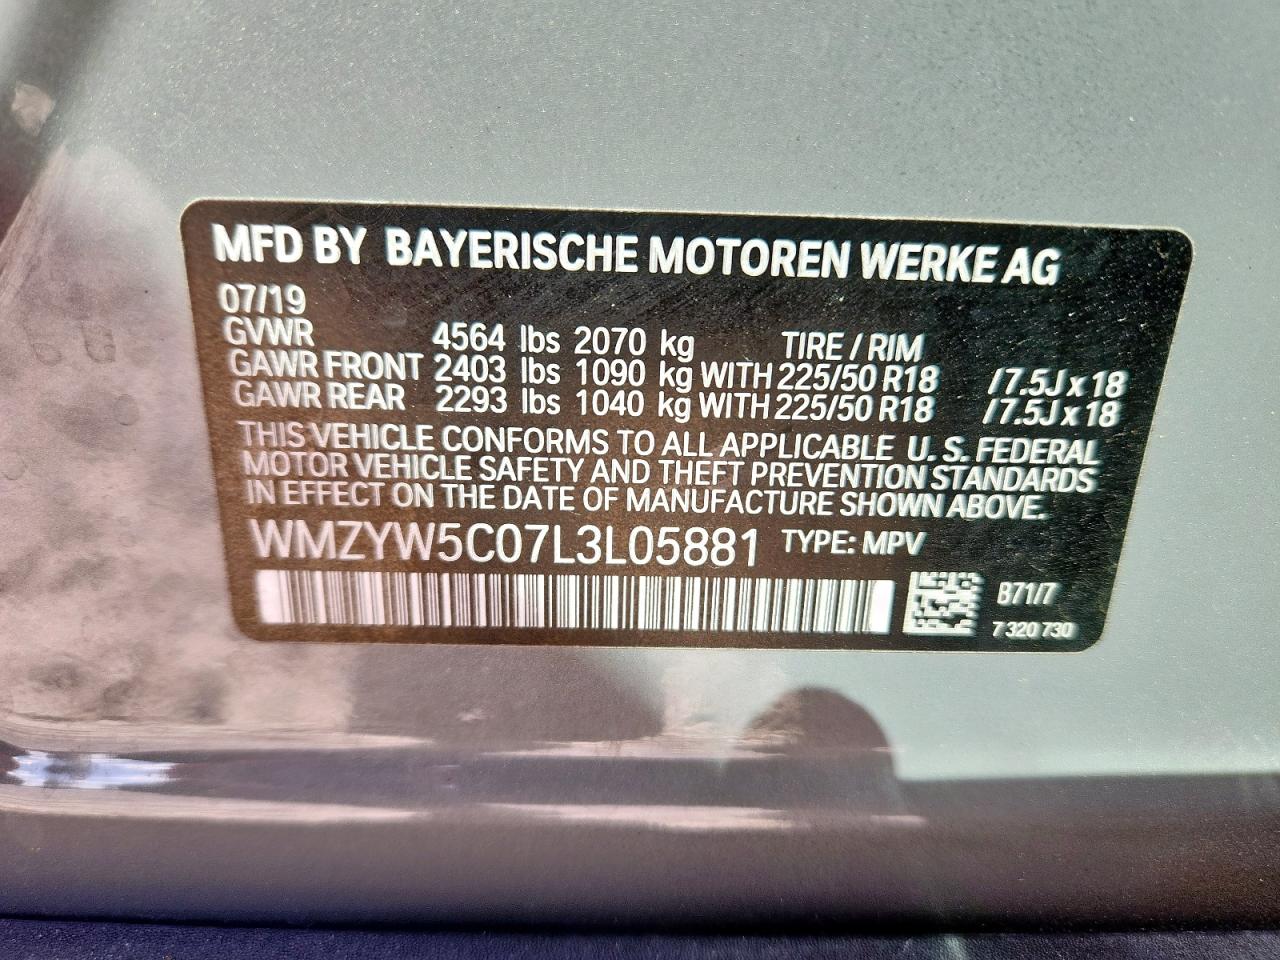 MFD BY BAYERISCHE MOTOREN WERKE AG
07/19
GVWR 4564 lbs 2070 kg TIRE / RIM
GAWR FRONT 2403 lbs 1090 kg WITH 225/50 R18 /7.5J x 18
GAWR REAR 2293 lbs 1040 kg WITH 225/50 R18 /7.5J x 18
THIS VEHICLE CONFORMS TO ALL APPLICABLE U. S. FEDERAL
MOTOR VEHICLE SAFETY AND THEFT PREVENTION STANDARDS
IN EFFECT ON THE DATE OF MANUFACTURE SHOWN ABOVE.
WMZYW5C07L3L05881 TYPE: MPV
B71/7
7 320 730